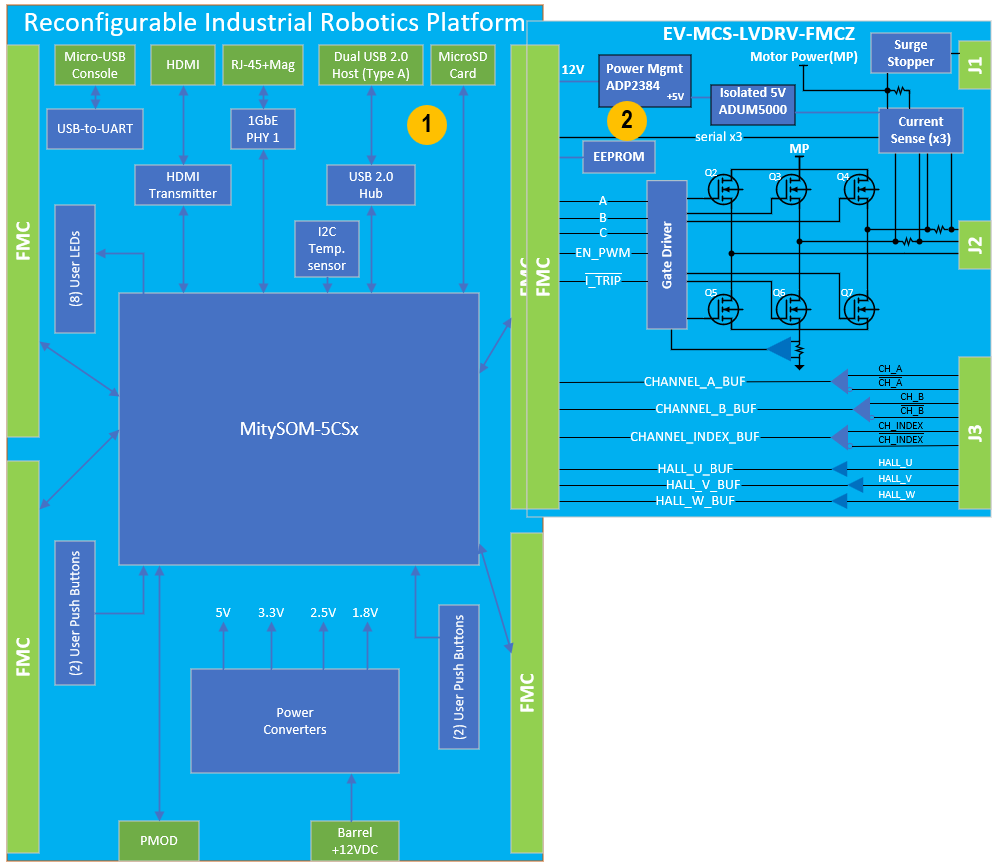 Reconfigurable Industrial Robotics Platform
Micro-USB
Console
HDMI
RJ-45+Mag
Dual USB 2.0
Host (Type A)
MicroSD
Card
USB-to-UART
1GbE
PHY 1
1
HDMI
Transmitter
USB 2.0
Hub
I2C
Temp.
sensor
FMC
(8) User LEDs
MitySOM-5CSx
FMC
(2) User Push Buttons
5V
3.3V
2.5V
1.8V
Power
Converters
(2) User Push Buttons
FMC
PMOD
Barrel
+12VDC
EV-MCS-LVDRV-FMCZ
FMC
FMC
12V
Power Mgmt
ADP2384
+5V
2
Motor Power(MP)
Surge
Stopper
J1
Isolated 5V
ADUM5000
Current
Sense (x3)
serial x3
EEPROM
MP
Q2
Q3
Q4
A
B
C
EN_PWM
I_TRIP
Gate Driver
J2
Q5
Q6
Q7
CHANNEL_A_BUF
CH_A
CH_A
CHANNEL_B_BUF
CH_B
CH_B
CHANNEL_INDEX_BUF
CH_INDEX
CH_INDEX
J3
HALL_U_BUF
HALL_U
HALL_V_BUF
HALL_V
HALL_W_BUF
HALL_W